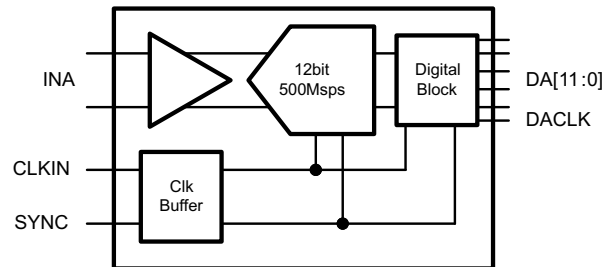 INA
12bit
500Msps
Digital
Block
DA[11:0]
DACLK
CLKIN
Clk
Buffer
SYNC